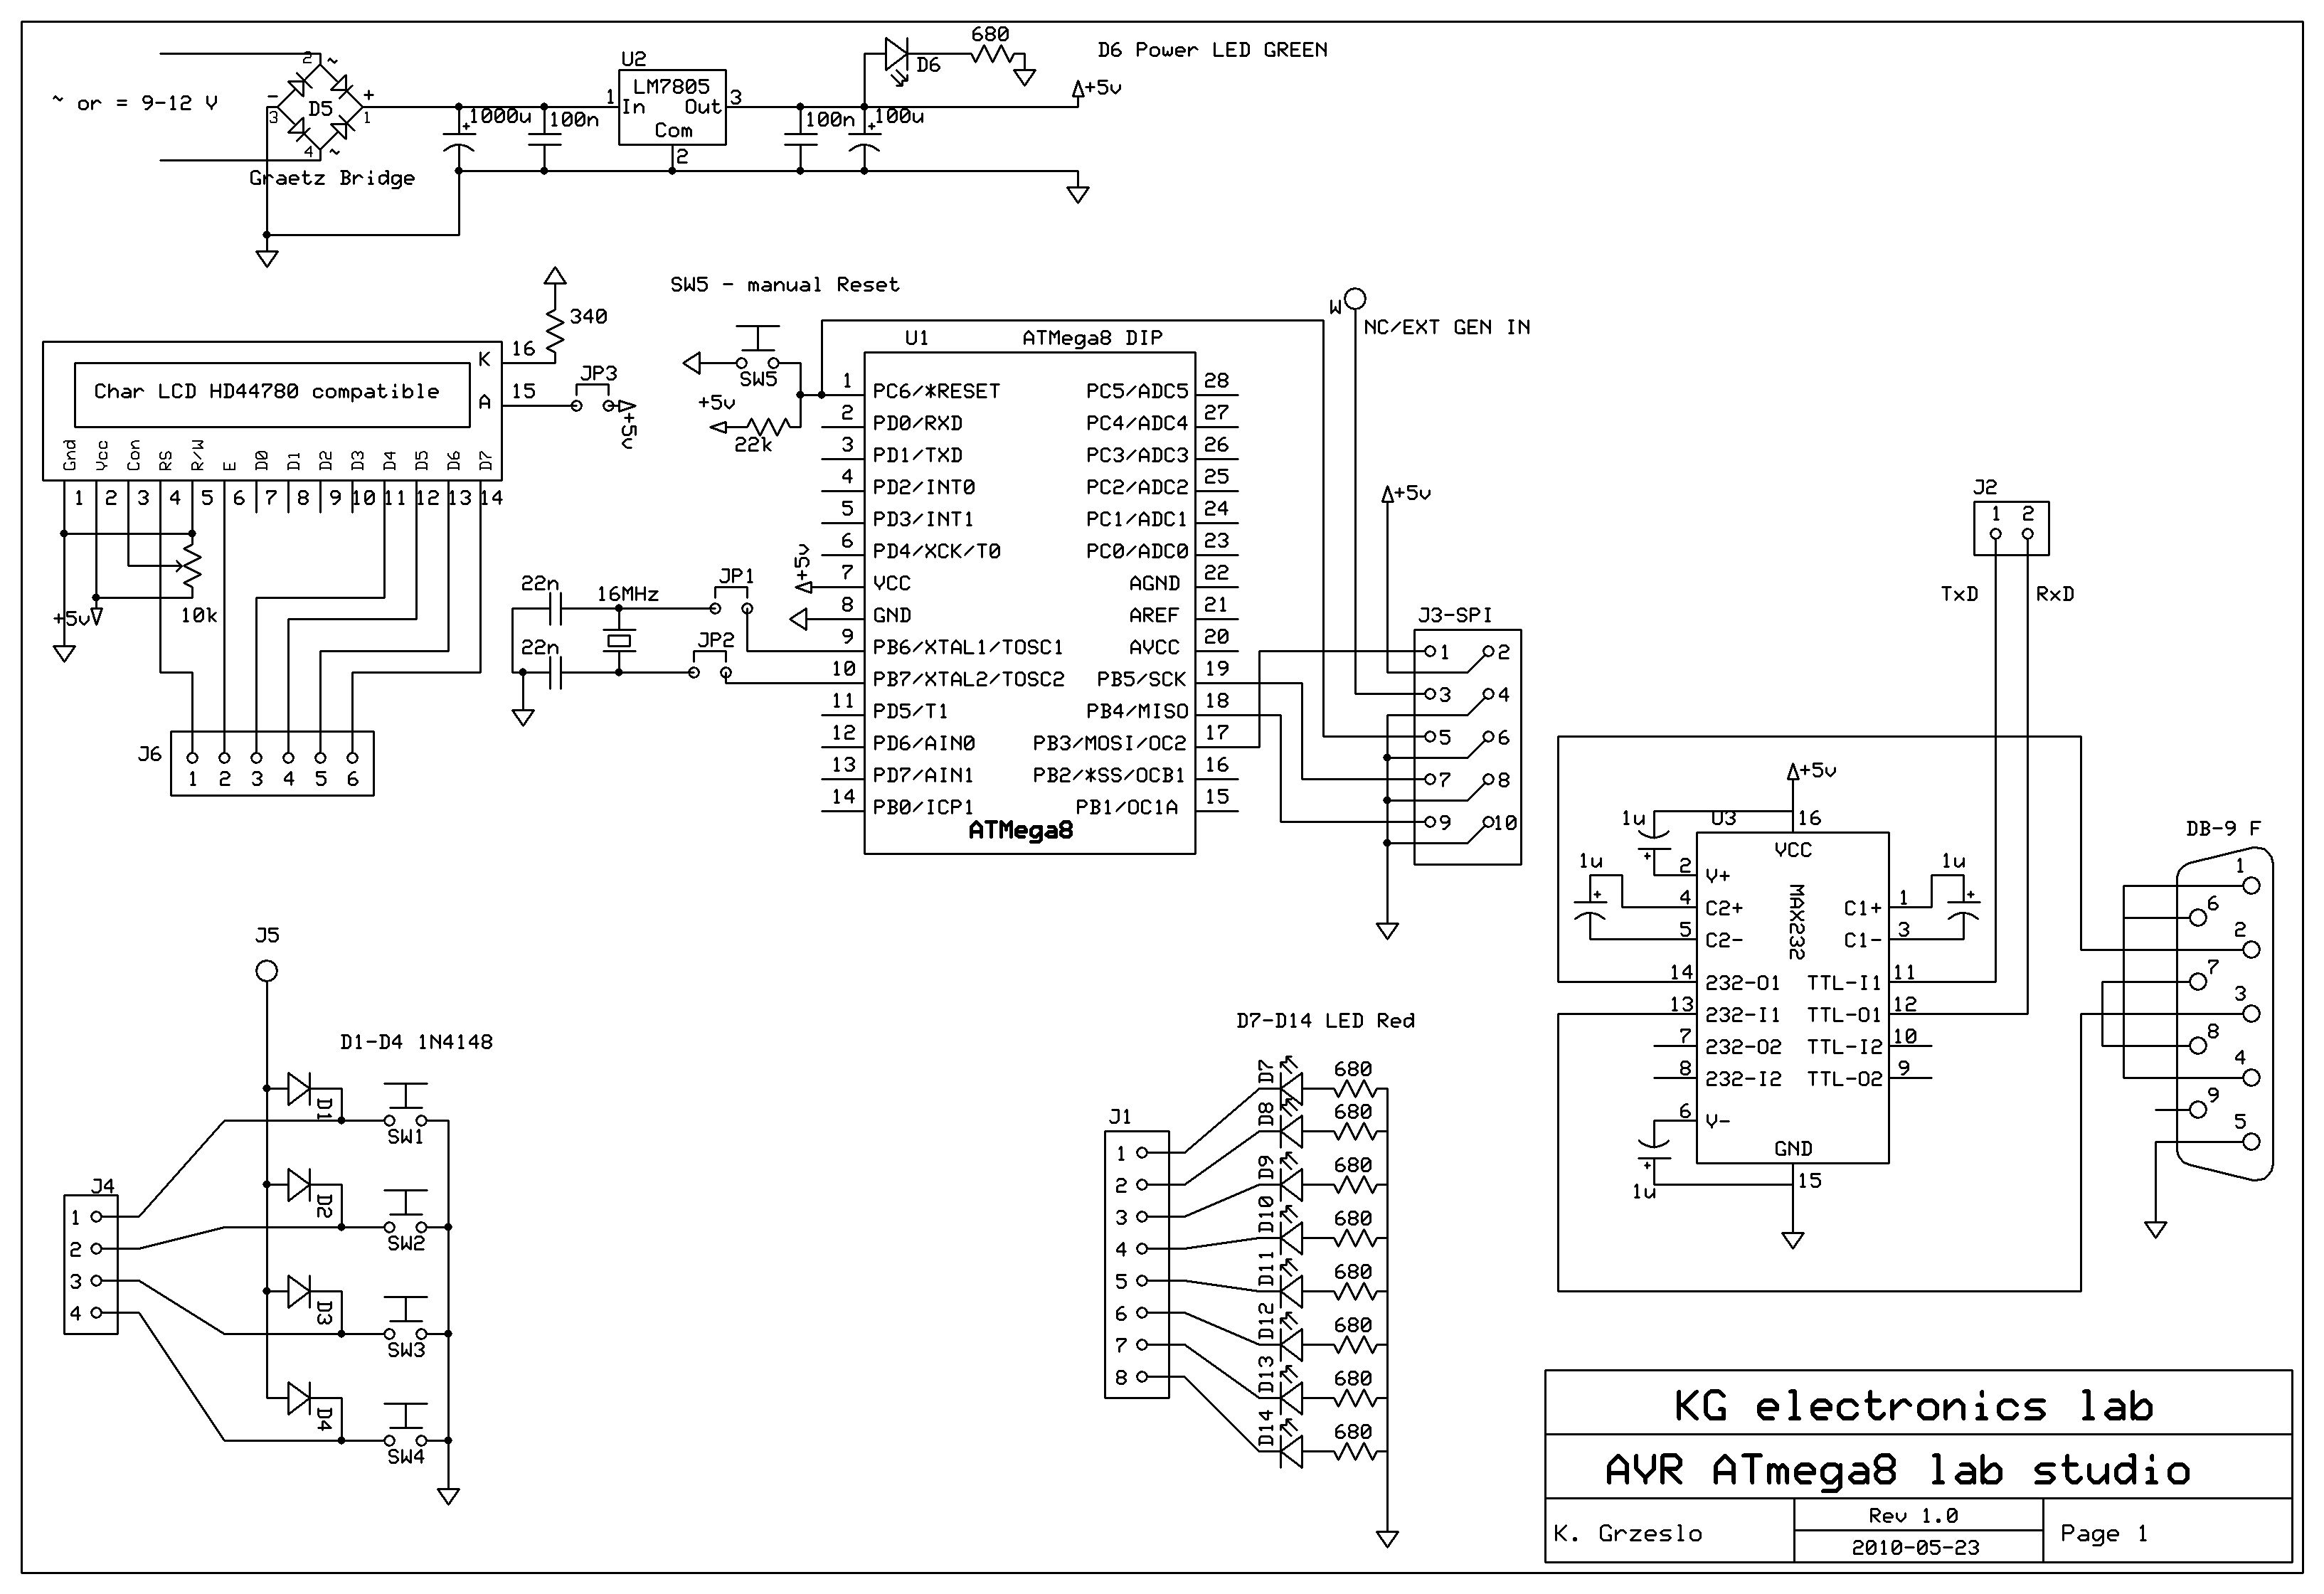 680
D6 Power LED GREEN
U2
D6
2 ~
~ or = 9-12 V
- D5 +
3 1
4 ~
Graetz Bridge
1000u
100n
LM7805
1 In Out 3
Com
2
100n
100u
+5v
SW5 - manual Reset
340
W
NC/EXT GEN IN
Char LCD HD44780 compatible
K 16
A 15
JP3
+5v
Gnd Vcc Con RS R/W E D0 D1 D2 D3 D4 D5 D6 D7
1 2 3 4 5 6 7 8 9 10 11 12 13 14
+5v
10k
J6
1 2 3 4 5 6
SW5
+5v
22k
U1 ATMega8 DIP
1 PC6/*RESET PC5/ADC5 28
2 PD0/RXD PC4/ADC4 27
3 PD1/TXD PC3/ADC3 26
4 PD2/INT0 PC2/ADC2 25
5 PD3/INT1 PC1/ADC1 24
6 PD4/XCK/T0 PC0/ADC0 23
7 VCC AGND 22
8 GND AREF 21
9 PB6/XTAL1/TOSC1 AVCC 20
10 PB7/XTAL2/TOSC2 PB5/SCK 19
11 PD5/T1 PB4/MISO 18
12 PD6/AIN0 PB3/MOSI/OC2 17
13 PD7/AIN1 PB2/*SS/OCB1 16
14 PB0/ICP1 PB1/OC1A 15
ATMega8
+5v
22n
16MHz
JP1
22n
JP2
+5v
J3-SPI
1 2
3 4
5 6
7 8
9 10
J2
1 2
TxD RxD
+5v
1u
U3
16
VCC
MAX232
1u
1u
2 V+
4 C2+ C1+ 1
5 C2- C1- 3
14 232-O1 TTL-I1 11
13 232-I1 TTL-O1 12
7 232-O2 TTL-I2 10
8 232-I2 TTL-O2 9
6 V-
GND
15
1u
DB-9 F
1
6
2
7
3
8
4
9
5
J5
D1-D4 1N4148
D1
SW1
D2
SW2
D3
SW3
D4
SW4
J4
1
2
3
4
D7-D14 LED Red
J1
1
2
3
4
5
6
7
8
D7 680
D8 680
D9 680
D10 680
D11 680
D12 680
D13 680
D14 680
KG electronics lab
AVR ATmega8 lab studio
K. Grzeslo
Rev 1.0
2010-05-23
Page 1